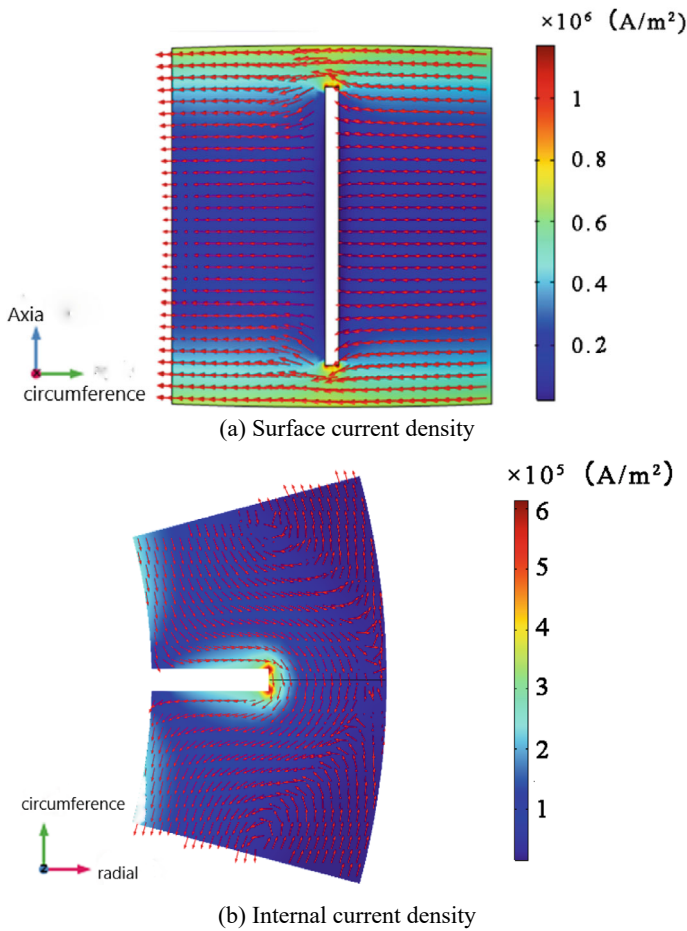 ×10⁶ (A/m²)
1
0. 8
0. 6
0. 4
0. 2
Axia
circumference
(a) Surface current density
×10⁵ (A/m²)
6
5
4
3
2
1
circumference
radial
(b) Internal current density